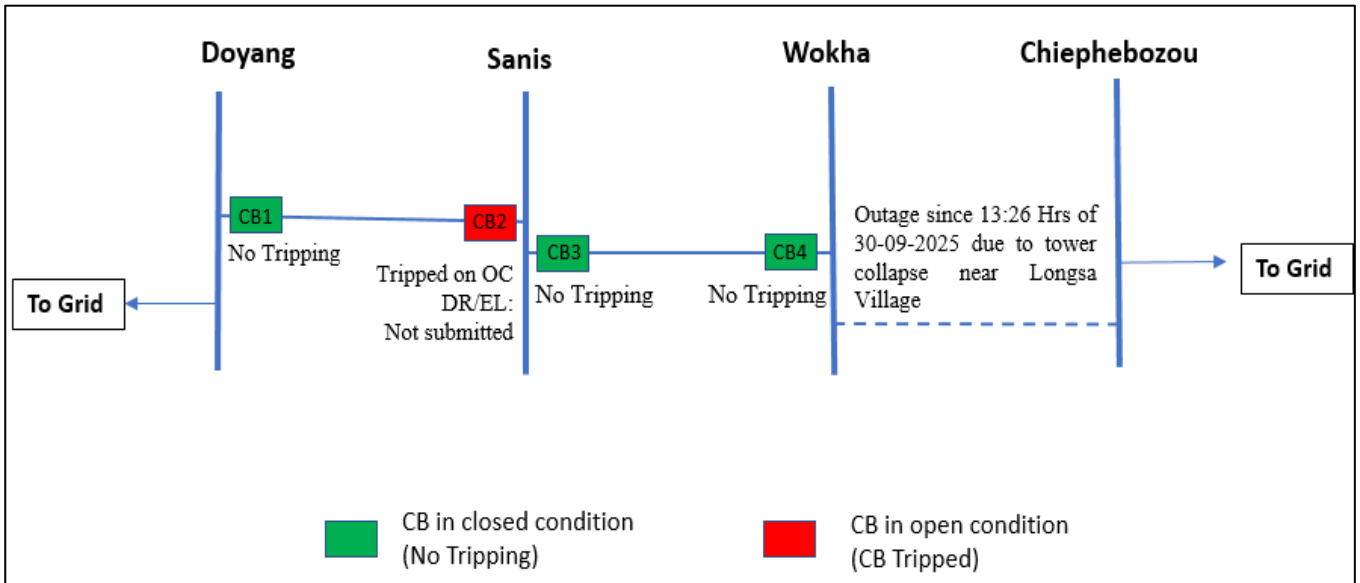 Doyang
Sanis
Wokha
Chiephebozou
CB1
No Tripping
CB2
Tripped on OC
DR/EL:
Not submitted
CB3
No Tripping
CB4
No Tripping
Outage since 13:26 Hrs of
30-09-2025 due to tower
collapse near Longsa
Village
To Grid
To Grid
CB in closed condition
(No Tripping)
CB in open condition
(CB Tripped)